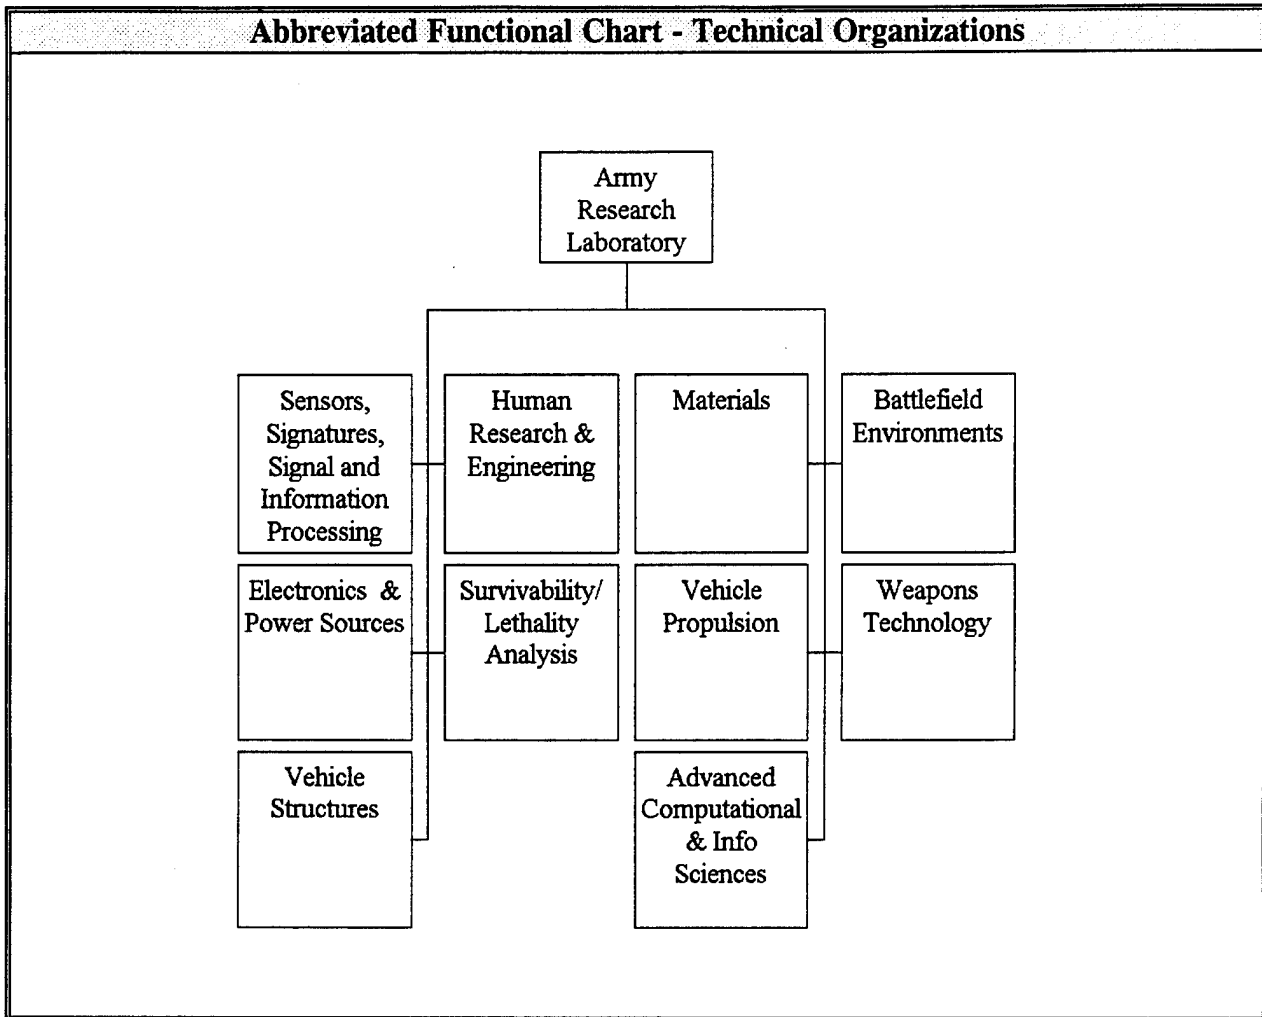 Abbreviated Functional Chart - Technical Organizations
Army
Research
Laboratory
Sensors,
Signatures,
Signal and
Information
Processing
Human
Research &
Engineering
Materials
Battlefield
Environments
Electronics &
Power Sources
Survivability/
Lethality
Analysis
Vehicle
Propulsion
Weapons
Technology
Vehicle
Structures
Advanced
Computational
& Info
Sciences